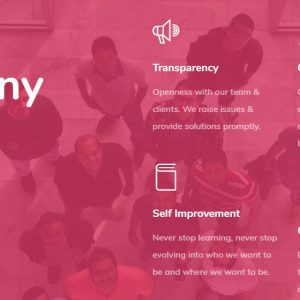 ny
Transparency
Openness with our team &
clients. We raise issues &
provide solutions promptly.
Self Improvement
Never stop learning, never stop
evolving into who we want to
be and where we want to be.